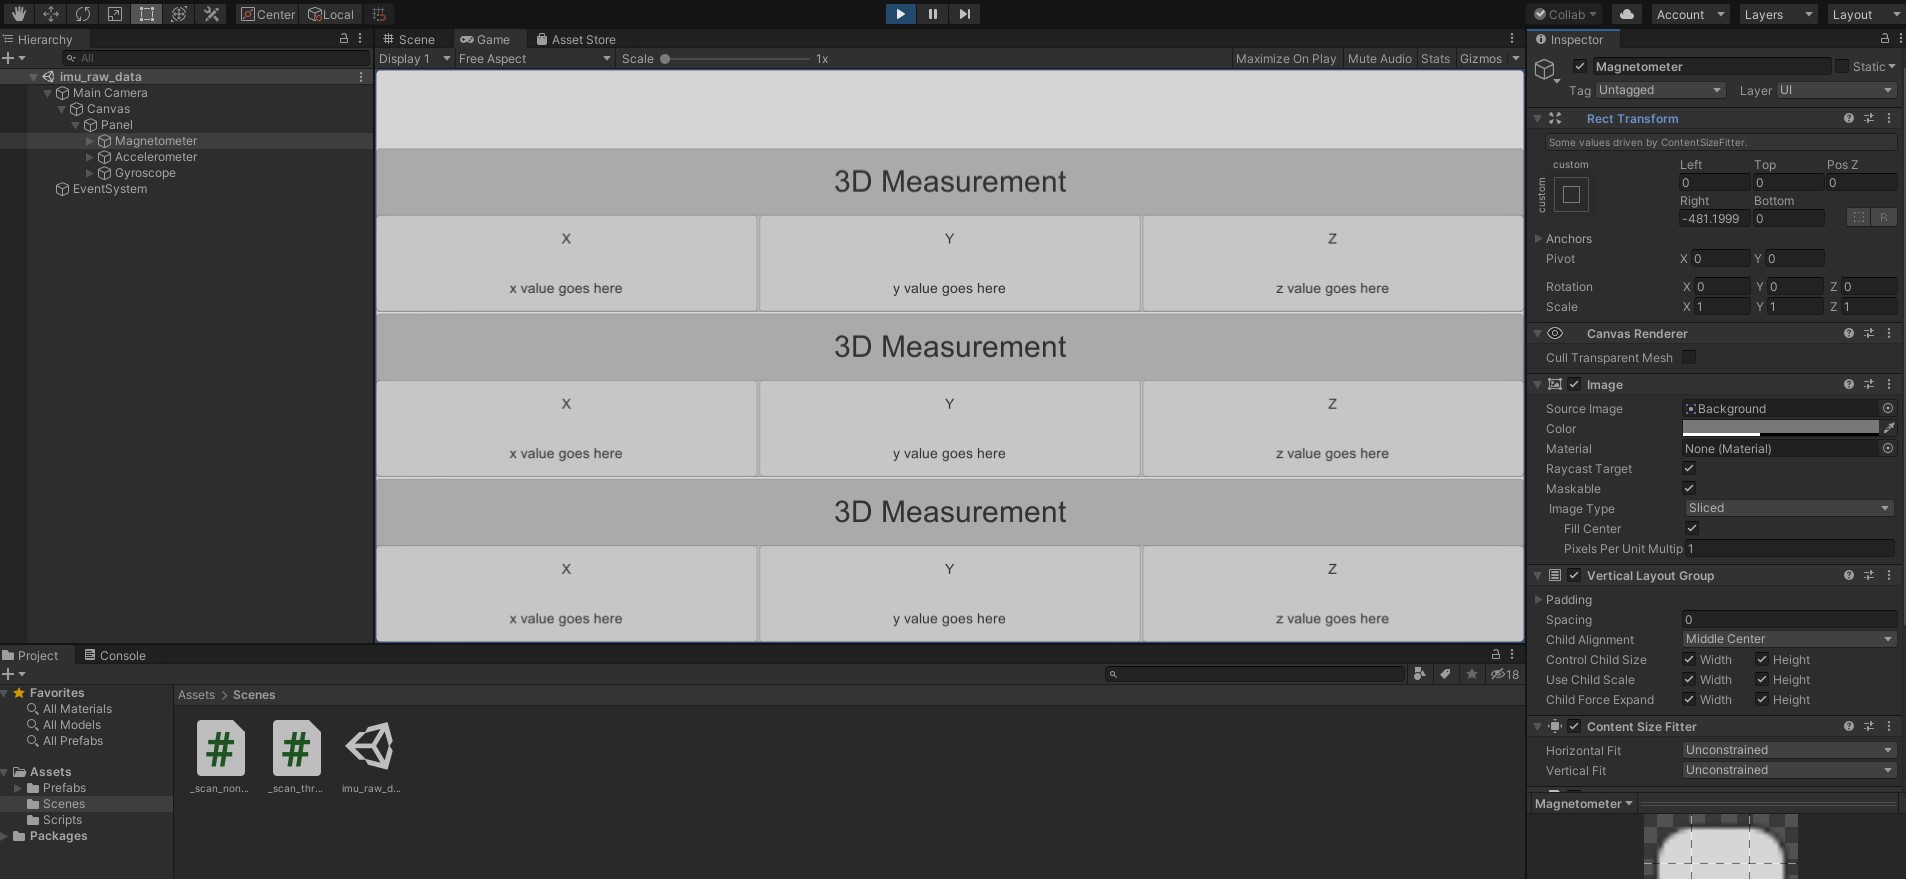 Center Local Collab Account Layers Layout
Hierarchy
All
imu_raw_data
Main Camera
Canvas
Panel
Magnetometer
Accelerometer
Gyroscope
EventSystem
Scene Game Asset Store
Display 1 Free Aspect Scale 1x Maximize On Play Mute Audio Stats Gizmos
3D Measurement
X Y Z
x value goes here y value goes here z value goes here
3D Measurement
X Y Z
x value goes here y value goes here z value goes here
3D Measurement
X Y Z
x value goes here y value goes here z value goes here
Project Console
18
Favorites
All Materials
All Models
All Prefabs
Assets
Prefabs
Scenes
Scripts
Packages
Assets > Scenes
_scan_non... _scan_thr... imu_raw_d...
Inspector
Magnetometer Static
Tag Untagged Layer UI
Rect Transform
Some values driven by ContentSizeFitter.
custom Left Top Pos Z
custom 0 0 0
Right Bottom
-481.1999 0 R
Anchors
Pivot X 0 Y 0
Rotation X 0 Y 0 Z 0
Scale X 1 Y 1 Z 1
Canvas Renderer
Cull Transparent Mesh
Image
Source Image Background
Color
Material None (Material)
Raycast Target
Maskable
Image Type Sliced
Fill Center
Pixels Per Unit Multip 1
Vertical Layout Group
Padding
Spacing 0
Child Alignment Middle Center
Control Child Size Width Height
Use Child Scale Width Height
Child Force Expand Width Height
Content Size Fitter
Horizontal Fit Unconstrained
Vertical Fit Unconstrained
Magnetometer